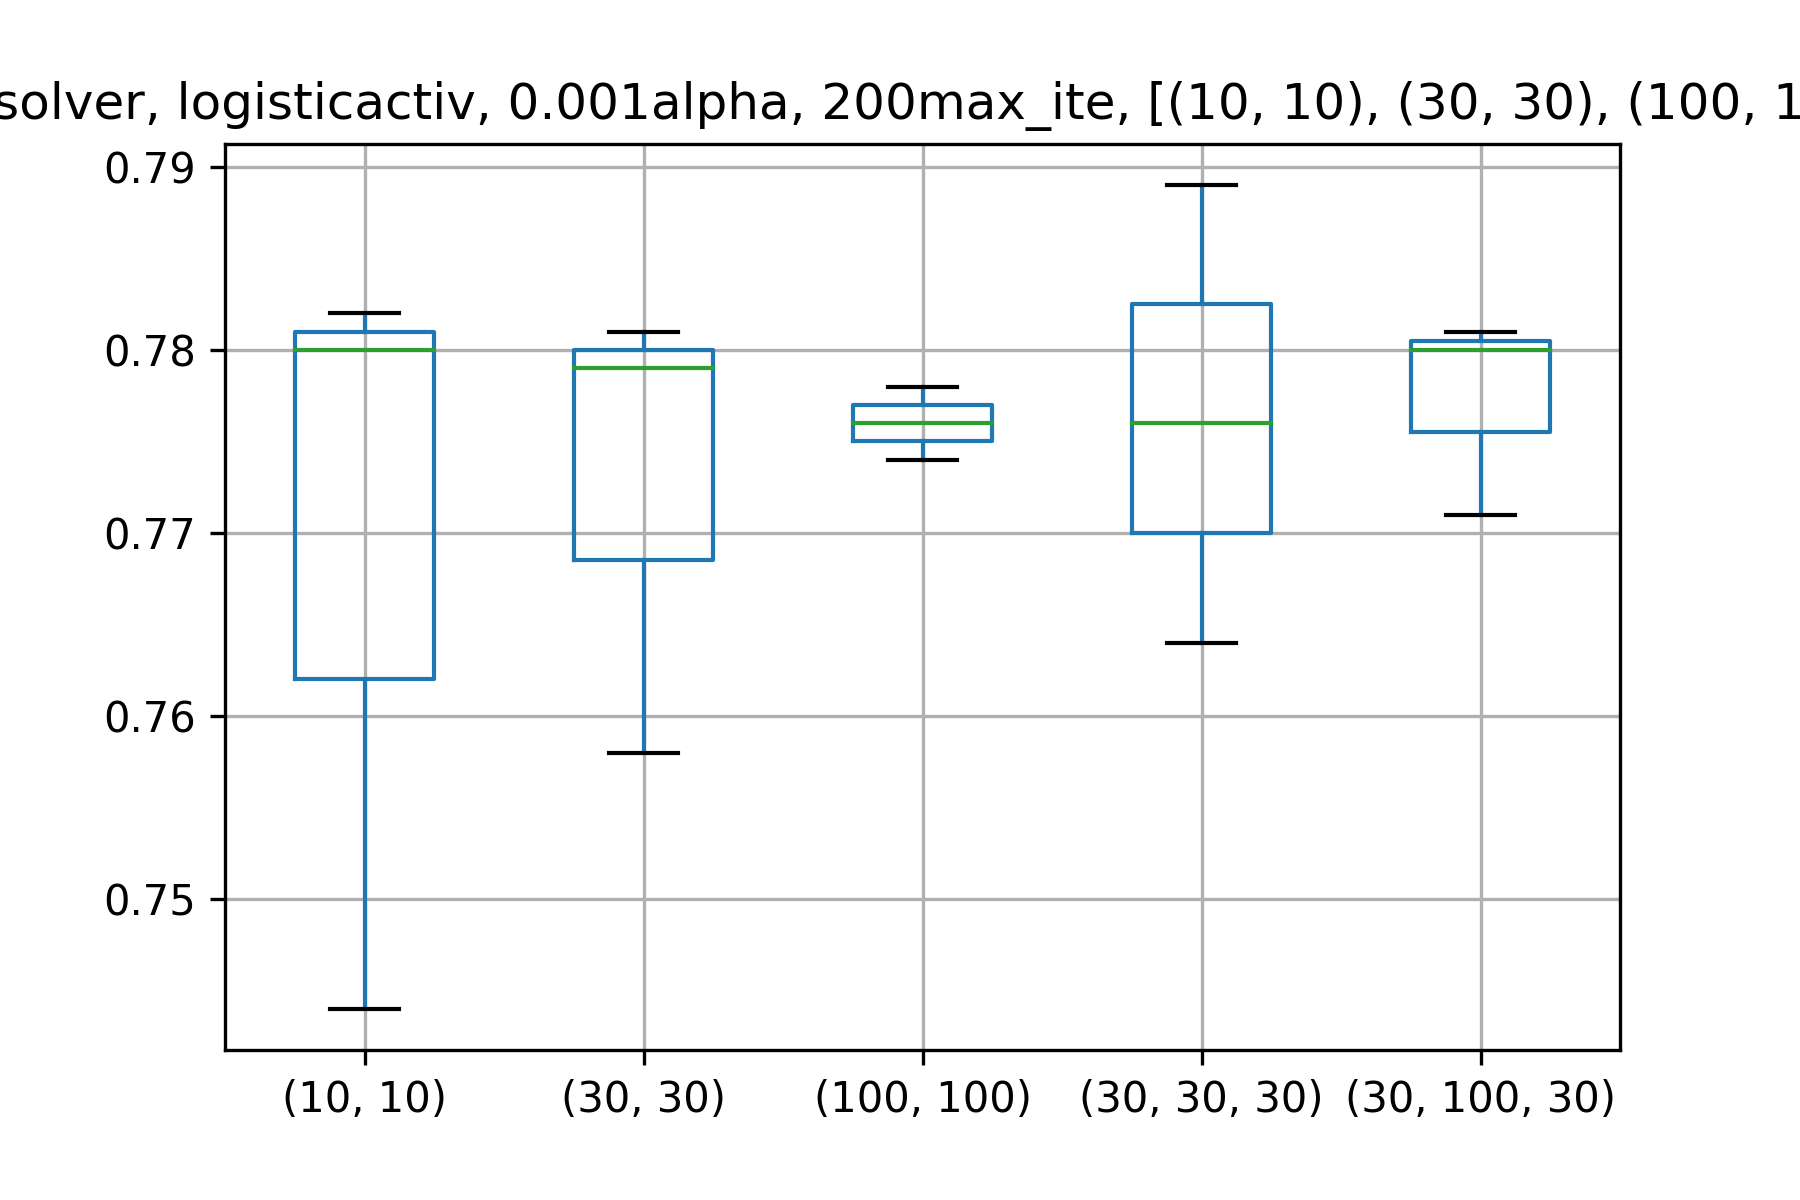 solver, logisticactiv, 0.001alpha, 200max_ite, [(10, 10), (30, 30), (100, 1
0.79
0.78
0.77
0.76
0.75
(10, 10) (30, 30) (100, 100) (30, 30, 30) (30, 100, 30)